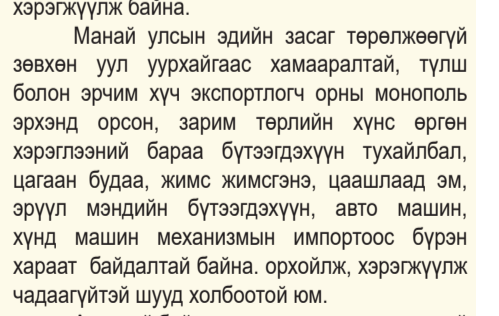 хэрэгжүүлж байна.
Манай улсын эдийн засаг төрөлжөөгүй
зөвхөн уул уурхайгаас хамааралтай, түлш
болон эрчим хүч экспортлогч орны монополь
эрхэнд орсон, зарим төрлийн хүнс өргөн
хэрэглээний бараа бүтээгдэхүүн тухайлбал,
цагаан будаа, жимс жимсгэнэ, цаашлаад эм,
эрүүл мэндийн бүтээгдэхүүн, авто машин,
хүнд машин механизмын импортоос бүрэн
хараат байдалтай байна. орхойлж, хэрэгжүүлж
чадаагүйтэй шууд холбоотой юм.